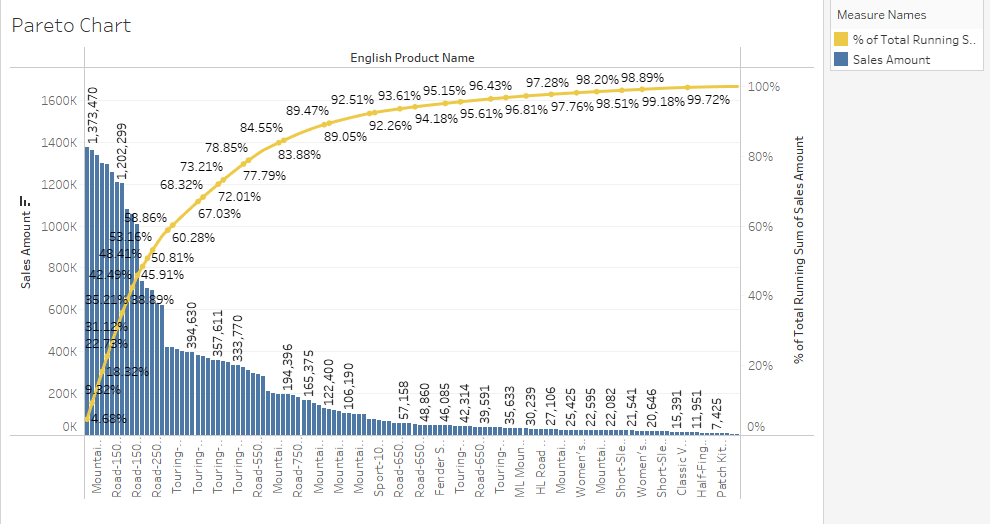 Pareto Chart
Measure Names
% of Total Running S..
Sales Amount
English Product Name
Sales Amount
1600K
1400K
1200K
1000K
800K
600K
400K
200K
0K
1,373,470
1,202,299
394,630
357,611
333,770
194,396
165,375
122,400
106,190
57,158
48,860
46,085
42,314
39,591
35,633
30,239
27,106
25,425
22,595
22,082
21,541
20,646
15,391
11,951
7,425
4.68%
9.32%
18.32%
22.73%
31.12%
35.21%
38.89%
42.49%
45.91%
48.41%
50.81%
53.16%
58.86%
60.28%
67.03%
68.32%
72.01%
73.21%
77.79%
78.85%
83.88%
84.55%
89.05%
89.47%
92.26%
92.51%
93.61%
94.18%
95.15%
95.61%
96.43%
96.81%
97.28%
97.76%
98.20%
98.51%
98.89%
99.18%
99.72%
100%
80%
60%
40%
20%
0%
% of Total Running Sum of Sales Amount
Mountai..
Road-150..
Road-150..
Road-250..
Touring-..
Touring-..
Touring-..
Touring-..
Road-550..
Mountai..
Road-750..
Mountai..
Mountai..
Mountai..
Sport-10..
Road-650..
Road-650..
Fender S..
Touring-..
Road-650..
Touring-..
ML Moun..
HL Road ..
Mountai..
Women's..
Mountai..
Short-Sle..
Women's..
Short-Sle..
Classic V..
Half-Fing..
Patch Kit..